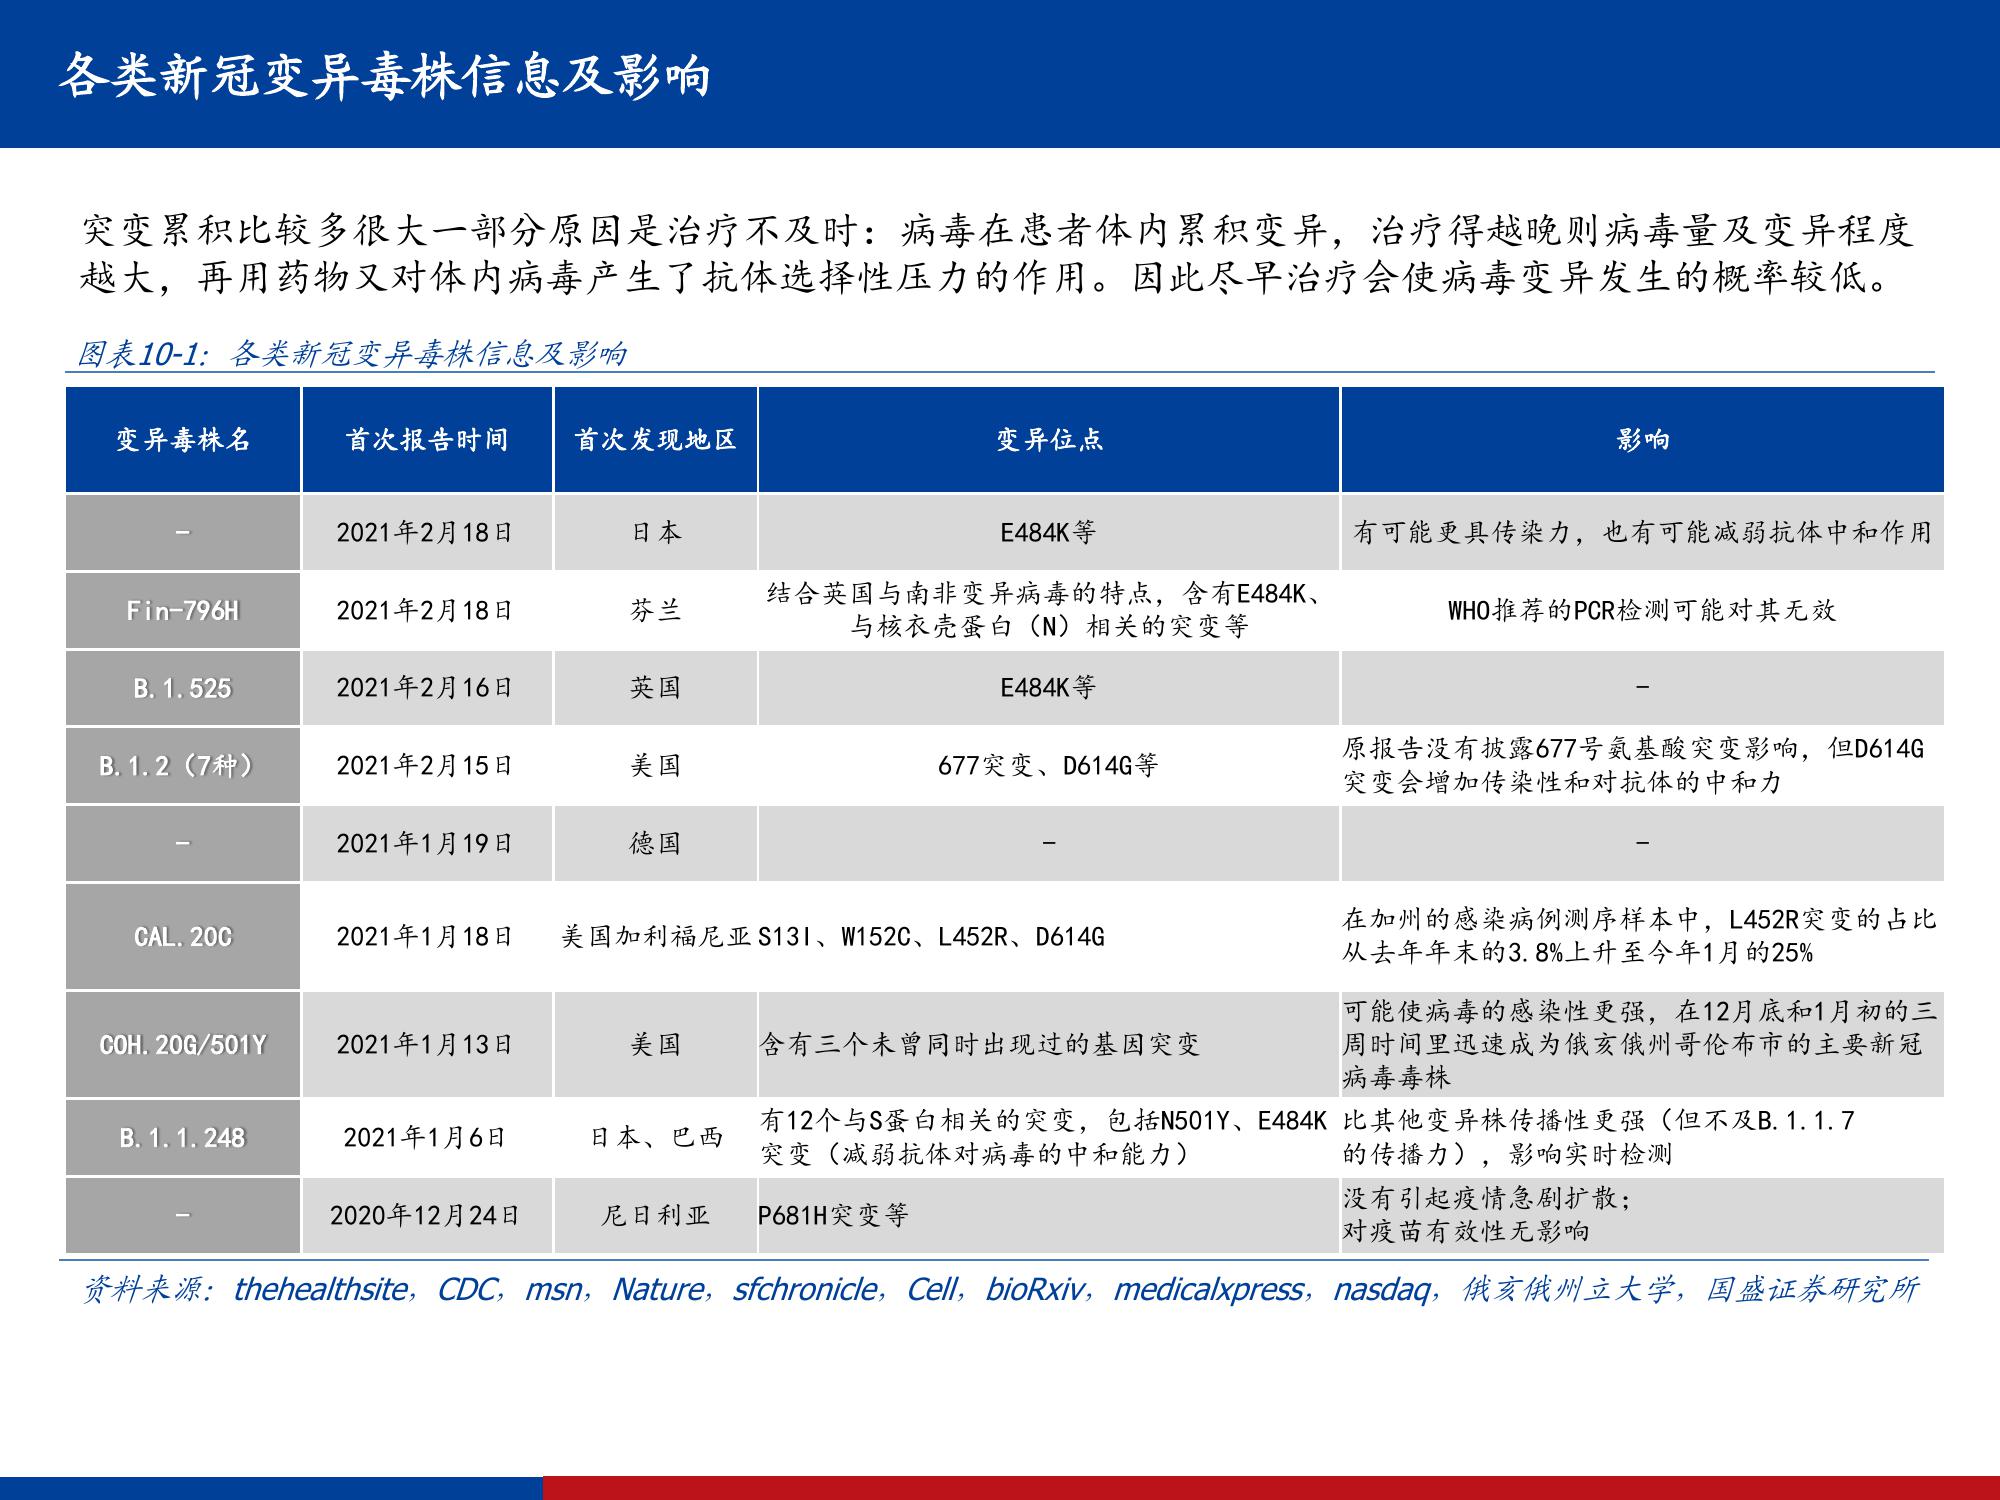 各类新冠变异毒株信息及影响
突变累积比较多很大一部分原因是治疗不及时：病毒在患者体内累积变异，治疗得越晚则病毒量及变异程度
越大，再用药物又对体内病毒产生了抗体选择性压力的作用。因此尽早治疗会使病毒变异发生的概率较低。
图表10-1：各类新冠变异毒株信息及影响
变异毒株名 首次报告时间 首次发现地区 变异位点 影响
- 2021年2月18日 日本 E484K等 有可能更具传染力，也有可能减弱抗体中和作用
Fin-796H 2021年2月18日 芬兰 结合英国与南非变异病毒的特点，含有E484K、
与核衣壳蛋白（N）相关的突变等 WHO推荐的PCR检测可能对其无效
B.1.525 2021年2月16日 英国 E484K等 -
B.1.2（7种） 2021年2月15日 美国 677突变、D614G等 原报告没有披露677号氨基酸突变影响，但D614G
突变会增加传染性和对抗体的中和力
- 2021年1月19日 德国 - -
CAL.20C 2021年1月18日 美国加利福尼亚 S13I、W152C、L452R、D614G 在加州的感染病例测序样本中，L452R突变的占比
从去年年末的3.8%上升至今年1月的25%
COH.20G/501Y 2021年1月13日 美国 含有三个未曾同时出现过的基因突变 可能使病毒的感染性更强，在12月底和1月初的三
周时间里迅速成为俄亥俄州哥伦布市的主要新冠
病毒毒株
B.1.1.248 2021年1月6日 日本、巴西 有12个与S蛋白相关的突变，包括N501Y、E484K
突变（减弱抗体对病毒的中和能力） 比其他变异株传播性更强（但不及B.1.1.7
的传播力），影响实时检测
- 2020年12月24日 尼日利亚 P681H突变等 没有引起疫情急剧扩散；
对疫苗有效性无影响
资料来源：thehealthsite，CDC，msn，Nature，sfchronicle，Cell，bioRxiv，medicalxpress，nasdaq，俄亥俄州立大学，国盛证券研究所